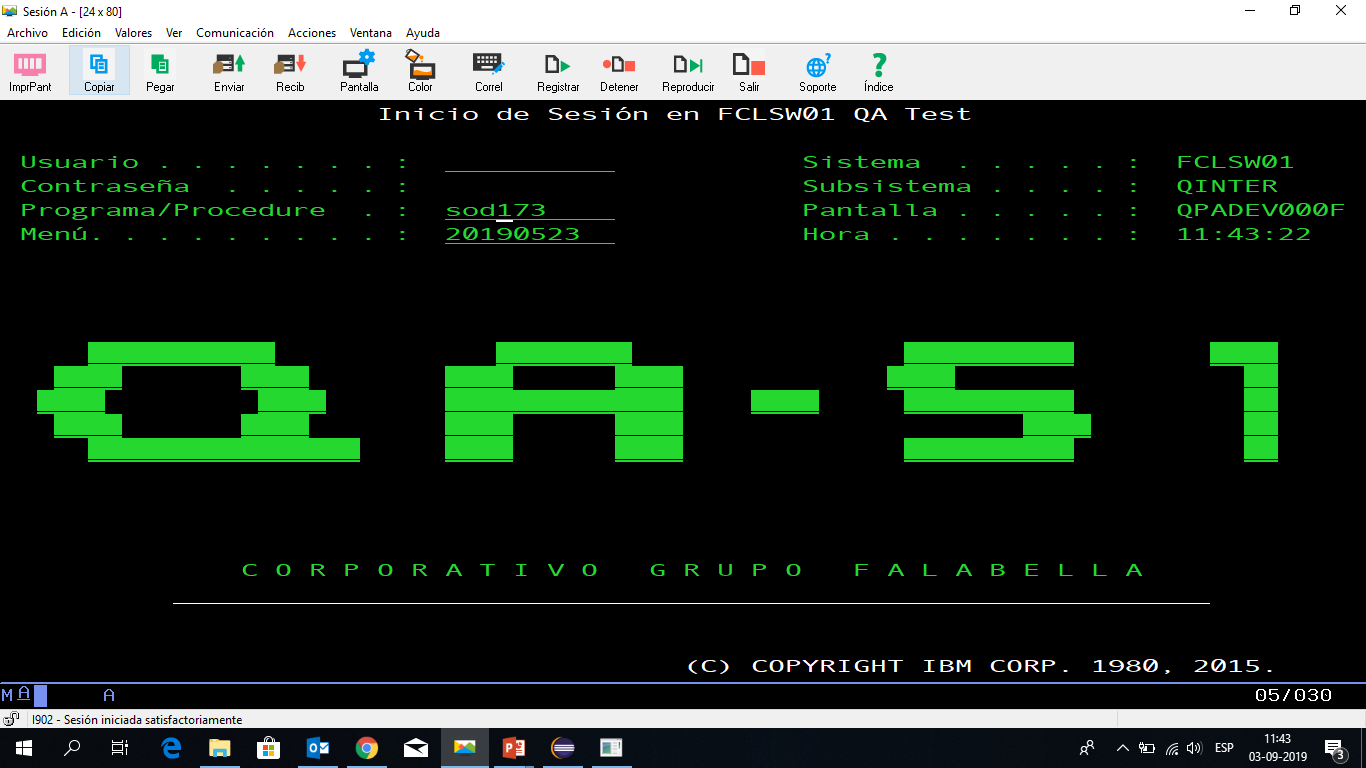 Sesión A - [24 x 80]
Archivo Edición Valores Ver Comunicación Acciones Ventana Ayuda
ImprPant Copiar Pegar Enviar Recib Pantalla Color Correl Registrar Detener Reproducir Salir Soporte Índice
Inicio de Sesión en FCLSW01 QA Test
Usuario . . . . . . . : Sistema . . . . . : FCLSW01
Contraseña . . . . . : Subsistema . . . . : QINTER
Programa/Procedure . : sod173 Pantalla . . . . . : QPADEV000F
Menú. . . . . . . . . : 20190523 Hora . . . . . . . : 11:43:22
QA-S1
C O R P O R A T I V O G R U P O F A L A B E L L A
(C) COPYRIGHT IBM CORP. 1980, 2015.
MA A 05/030
I902 - Sesión iniciada satisfactoriamente
ESP 11:43
03-09-2019 3